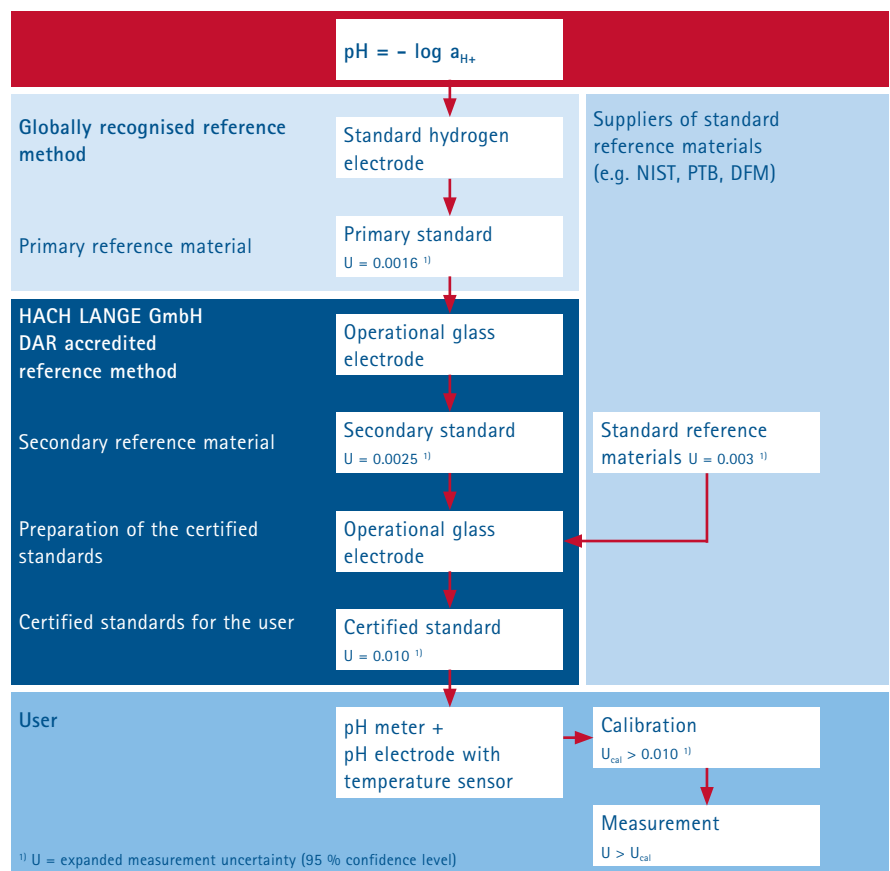 pH = - log aH+
Globally recognised reference
method
Standard hydrogen
electrode
Suppliers of standard
reference materials
(e.g. NIST, PTB, DFM)
Primary reference material
Primary standard
U = 0.0016 1)
HACH LANGE GmbH
DAR accredited
reference method
Operational glass
electrode
Secondary reference material
Secondary standard
U = 0.0025 1)
Standard reference
materials U = 0.003 1)
Preparation of the certified
standards
Operational glass
electrode
Certified standards for the user
Certified standard
U = 0.010 1)
User
pH meter +
pH electrode with
temperature sensor
Calibration
Ucal > 0.010 1)
Measurement
U > Ucal
1) U = expanded measurement uncertainty (95 % confidence level)